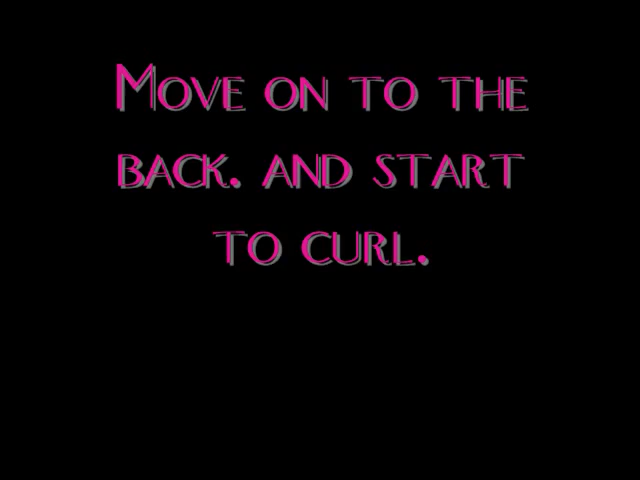 Move on to the
back. and start
to curl.